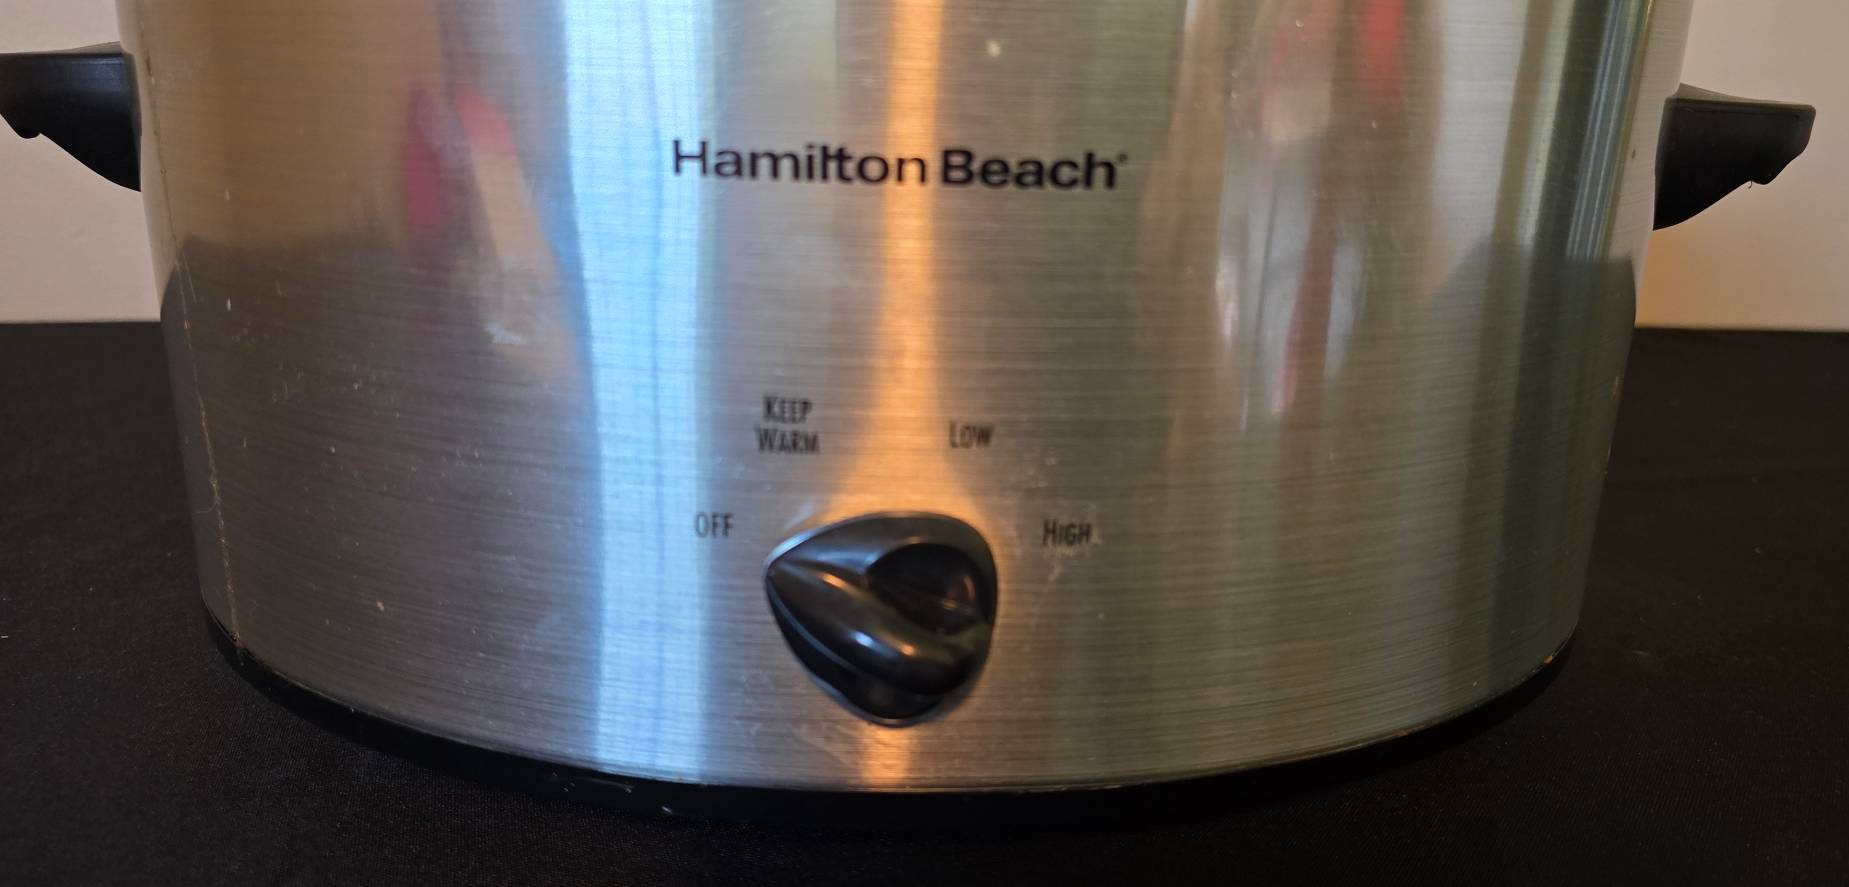 Hamilton Beach®
KEEP
WARM
LOW
OFF
HIGH